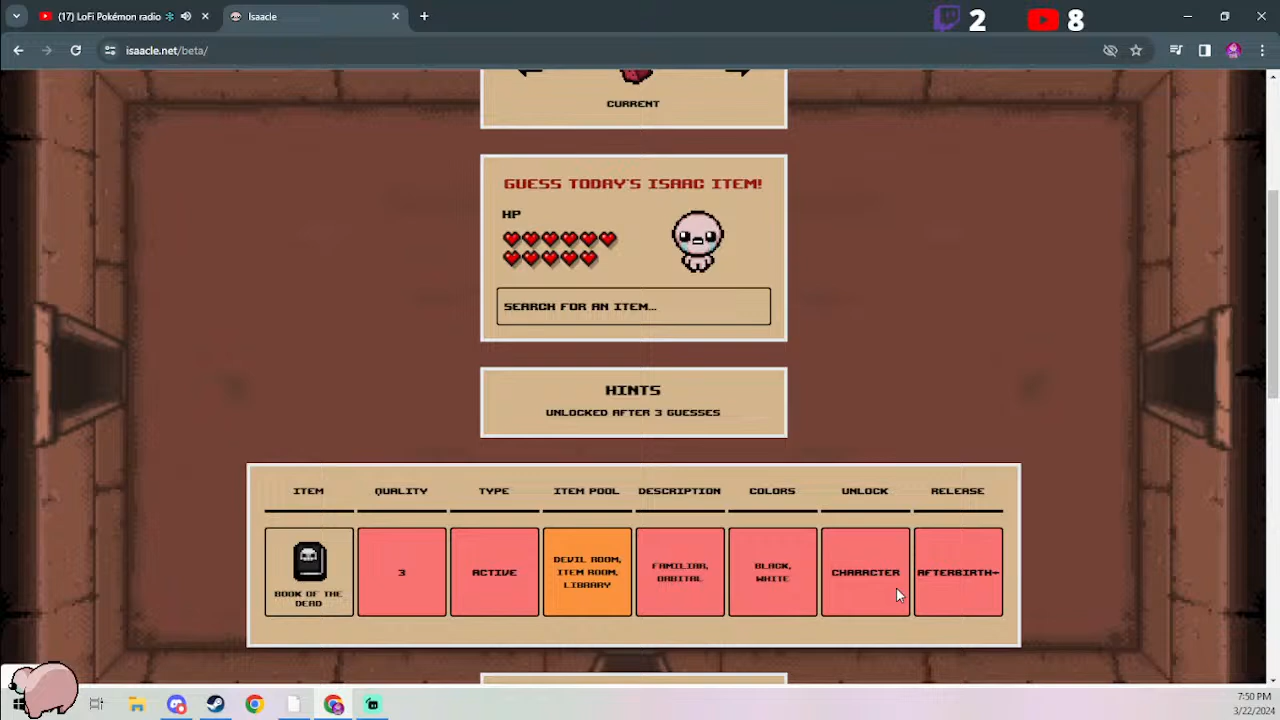 (17) LoFi Pokémon radio
Isaacle
2
8
isaacle.net/beta/
CURRENT
GUESS TODAY'S ISAAC ITEM!
HP
SEARCH FOR AN ITEM...
HINTS
UNLOCKED AFTER 3 GUESSES
ITEM QUALITY TYPE ITEM POOL DESCRIPTION COLORS UNLOCK RELEASE
BOOK OF THE
DEAD
3
ACTIVE
DEVIL ROOM,
ITEM ROOM,
LIBRARY
FAMILIAR,
ORBITAL
BLACK,
WHITE
CHARACTER
AFTERBIRTH+
7:50 PM
3/22/2024